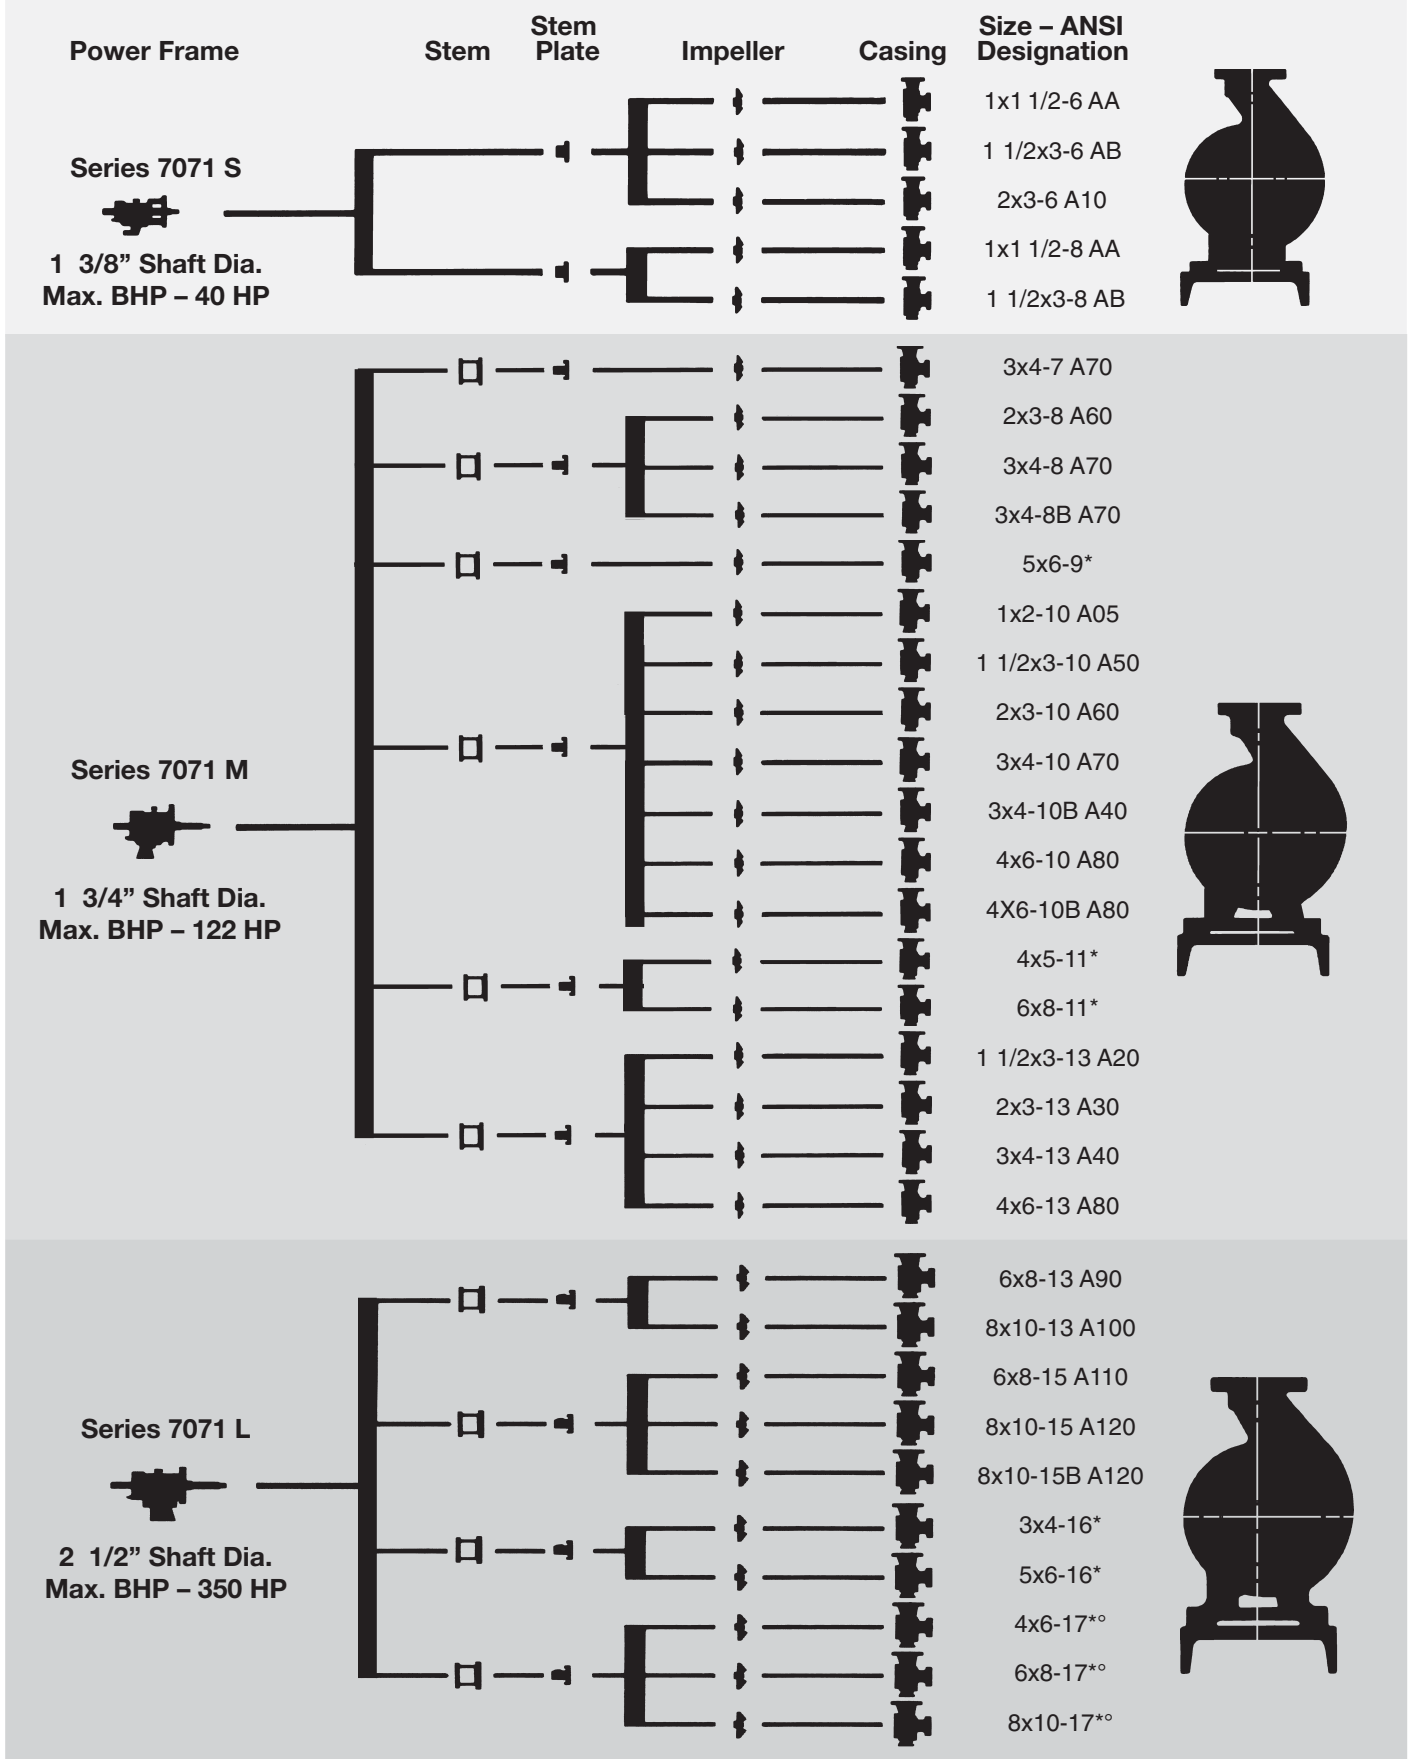 Power Frame
Stem
Stem
Plate
Impeller
Casing
Size – ANSI
Designation
Series 7071 S
1 3/8” Shaft Dia.
Max. BHP – 40 HP
1x1 1/2-6 AA
1 1/2x3-6 AB
2x3-6 A10
1x1 1/2-8 AA
1 1/2x3-8 AB
Series 7071 M
1 3/4” Shaft Dia.
Max. BHP – 122 HP
3x4-7 A70
2x3-8 A60
3x4-8 A70
3x4-8B A70
5x6-9*
1x2-10 A05
1 1/2x3-10 A50
2x3-10 A60
3x4-10 A70
3x4-10B A40
4x6-10 A80
4X6-10B A80
4x5-11*
6x8-11*
1 1/2x3-13 A20
2x3-13 A30
3x4-13 A40
4x6-13 A80
Series 7071 L
2 1/2” Shaft Dia.
Max. BHP – 350 HP
6x8-13 A90
8x10-13 A100
6x8-15 A110
8x10-15 A120
8x10-15B A120
3x4-16*
5x6-16*
4x6-17*°
6x8-17*°
8x10-17*°